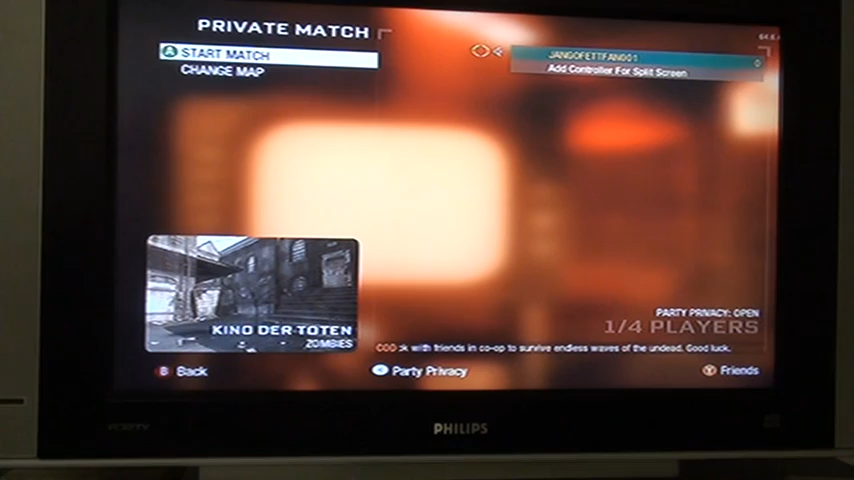 PRIVATE MATCH
A START MATCH
CHANGE MAP
JANGOFETTFAN001 0
Add Controller For Split Screen
KINO DER TOTEN
ZOMBIES
PARTY PRIVACY: OPEN
1/4 PLAYERS
with friends in co-op to survive endless waves of the undead. Good luck.
B Back
Party Privacy
Y Friends
PHILIPS